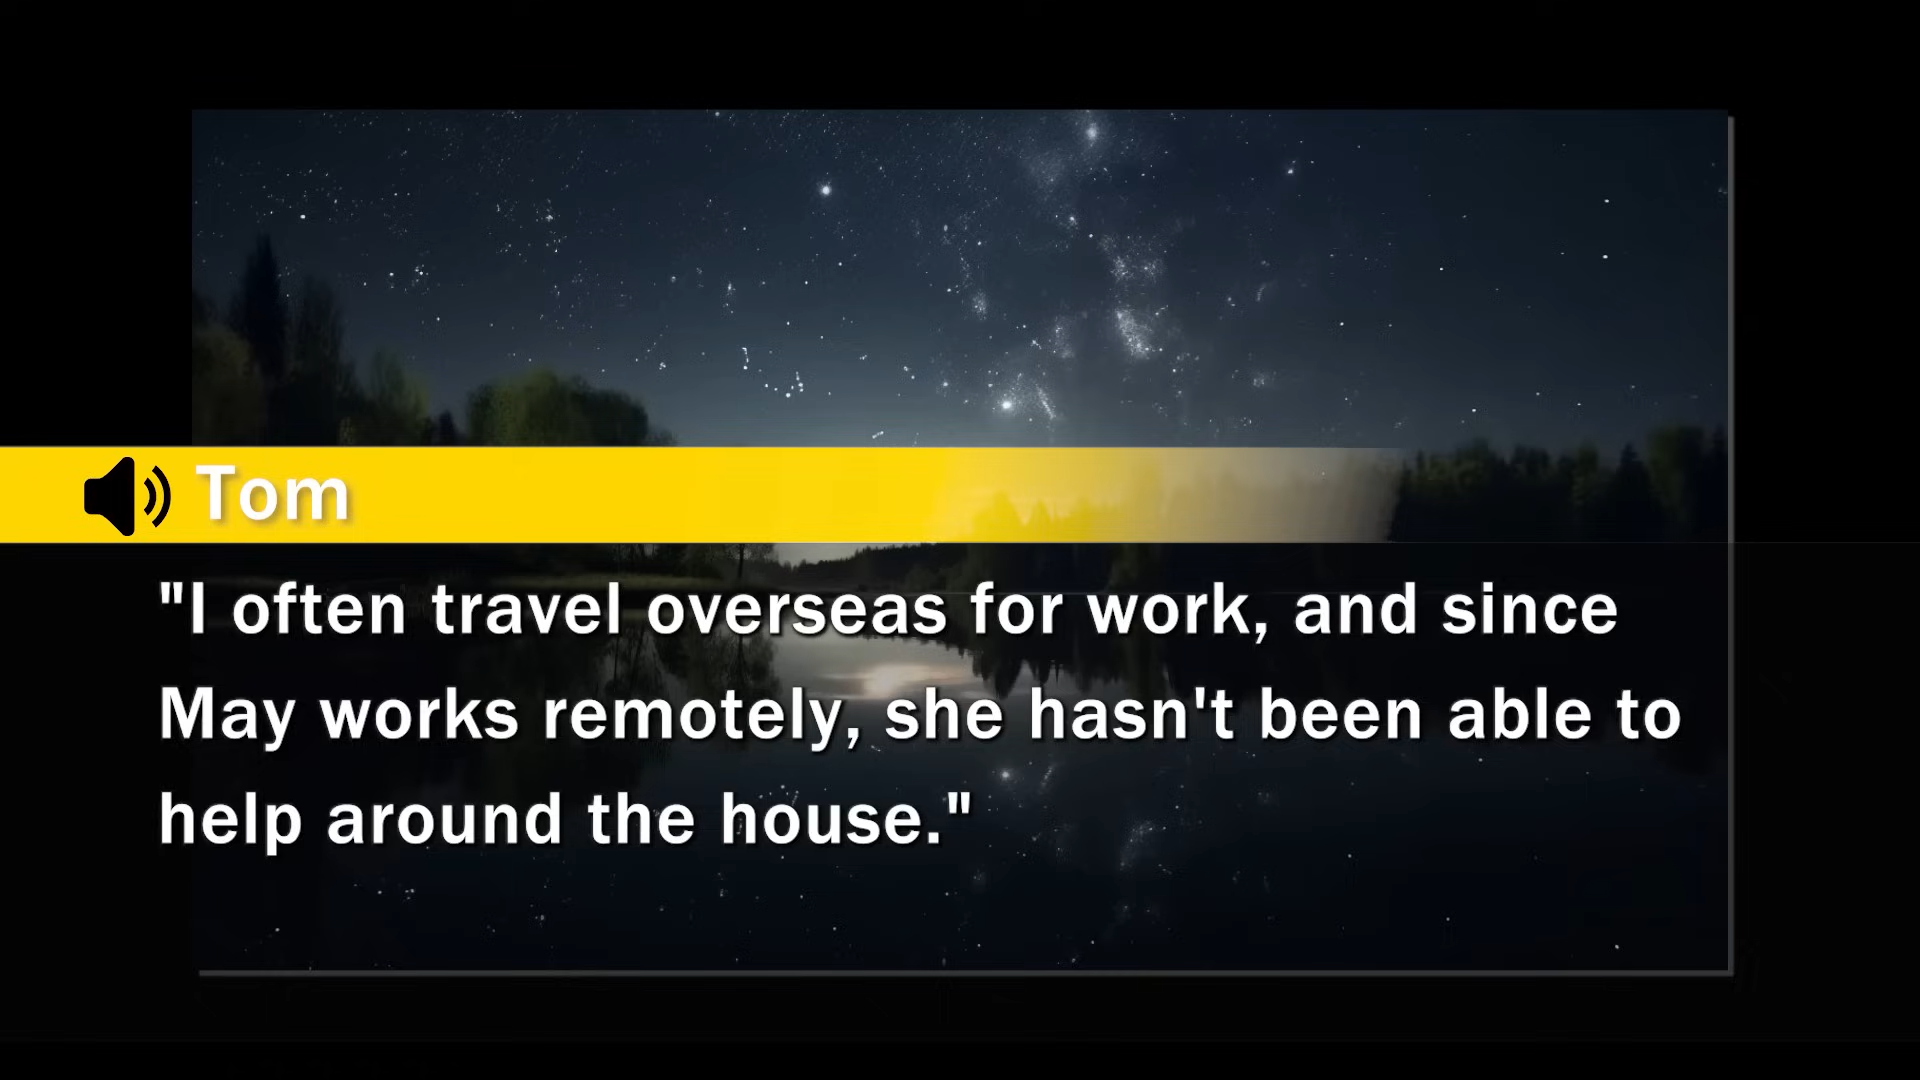 Tom
"I often travel overseas for work, and since
May works remotely, she hasn't been able to
help around the house."